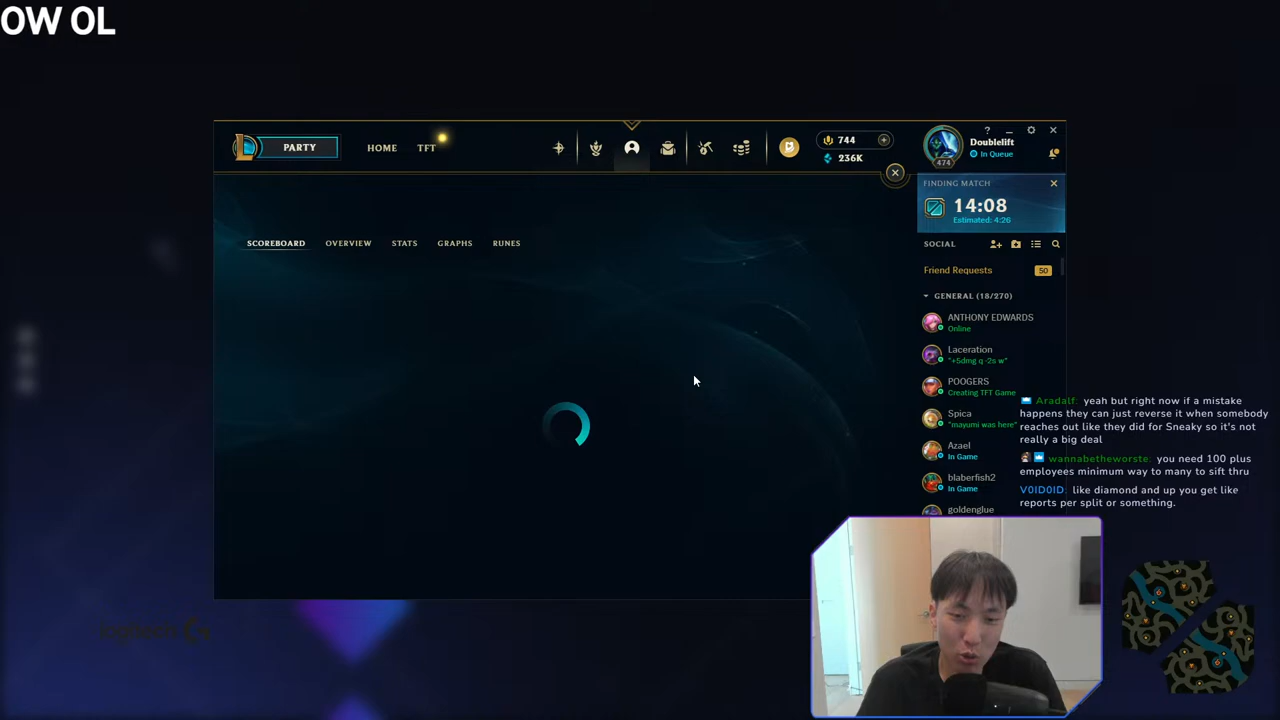 OW OL
PARTY
HOME
TFT
744
236K
Doublelift
In Queue
474
FINDING MATCH
14:08
Estimated: 4:26
SCOREBOARD
OVERVIEW
STATS
GRAPHS
RUNES
SOCIAL
Friend Requests
50
GENERAL (18/270)
ANTHONY EDWARDS
Online
Laceration
"+5dmg q -2s w"
POOGERS
Creating TFT Game
Spica
"mayumi was here"
Azael
In Game
blaberfish2
In Game
goldenglue
Aradalf: yeah but right now if a mistake
happens they can just reverse it when somebody
reaches out like they did for Sneaky so it's not
really a big deal
wannabetheworste: you need 100 plus
employees minimum way to many to sift thru
V0ID0ID: like diamond and up you get like
reports per split or something.